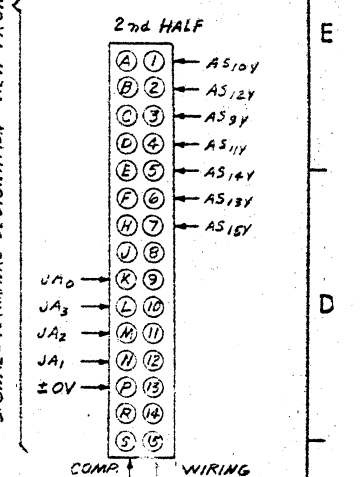 2nd HALF
E
A 1 AS10Y
B 2 AS12Y
C 3 AS9Y
D 4 AS11Y
E 5 AS14Y
F 6 AS13Y
H 7 AS15Y
J 8
JA0 K 9
JA3 L 10
D
JA2 M 11
JA1 N 12
±0V P 13
R 14
S 15
COMP. WIRING